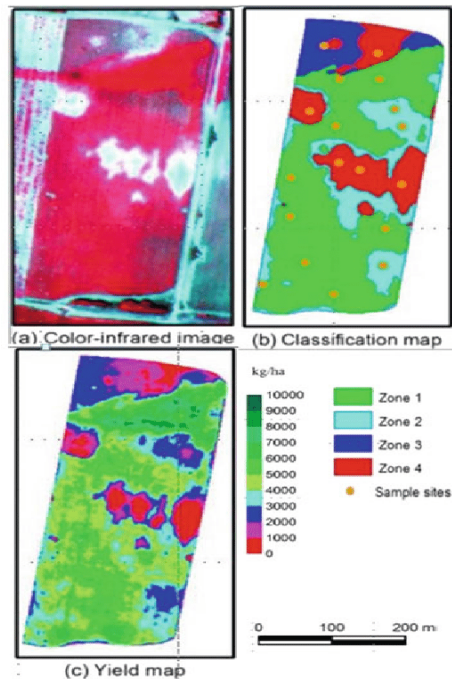 (a) Color-infrared image
(b) Classification map
kg/ha
10000
9000
8000
7000
6000
5000
4000
3000
2000
1000
0
Zone 1
Zone 2
Zone 3
Zone 4
Sample sites
0 100 200 m
(c) Yield map